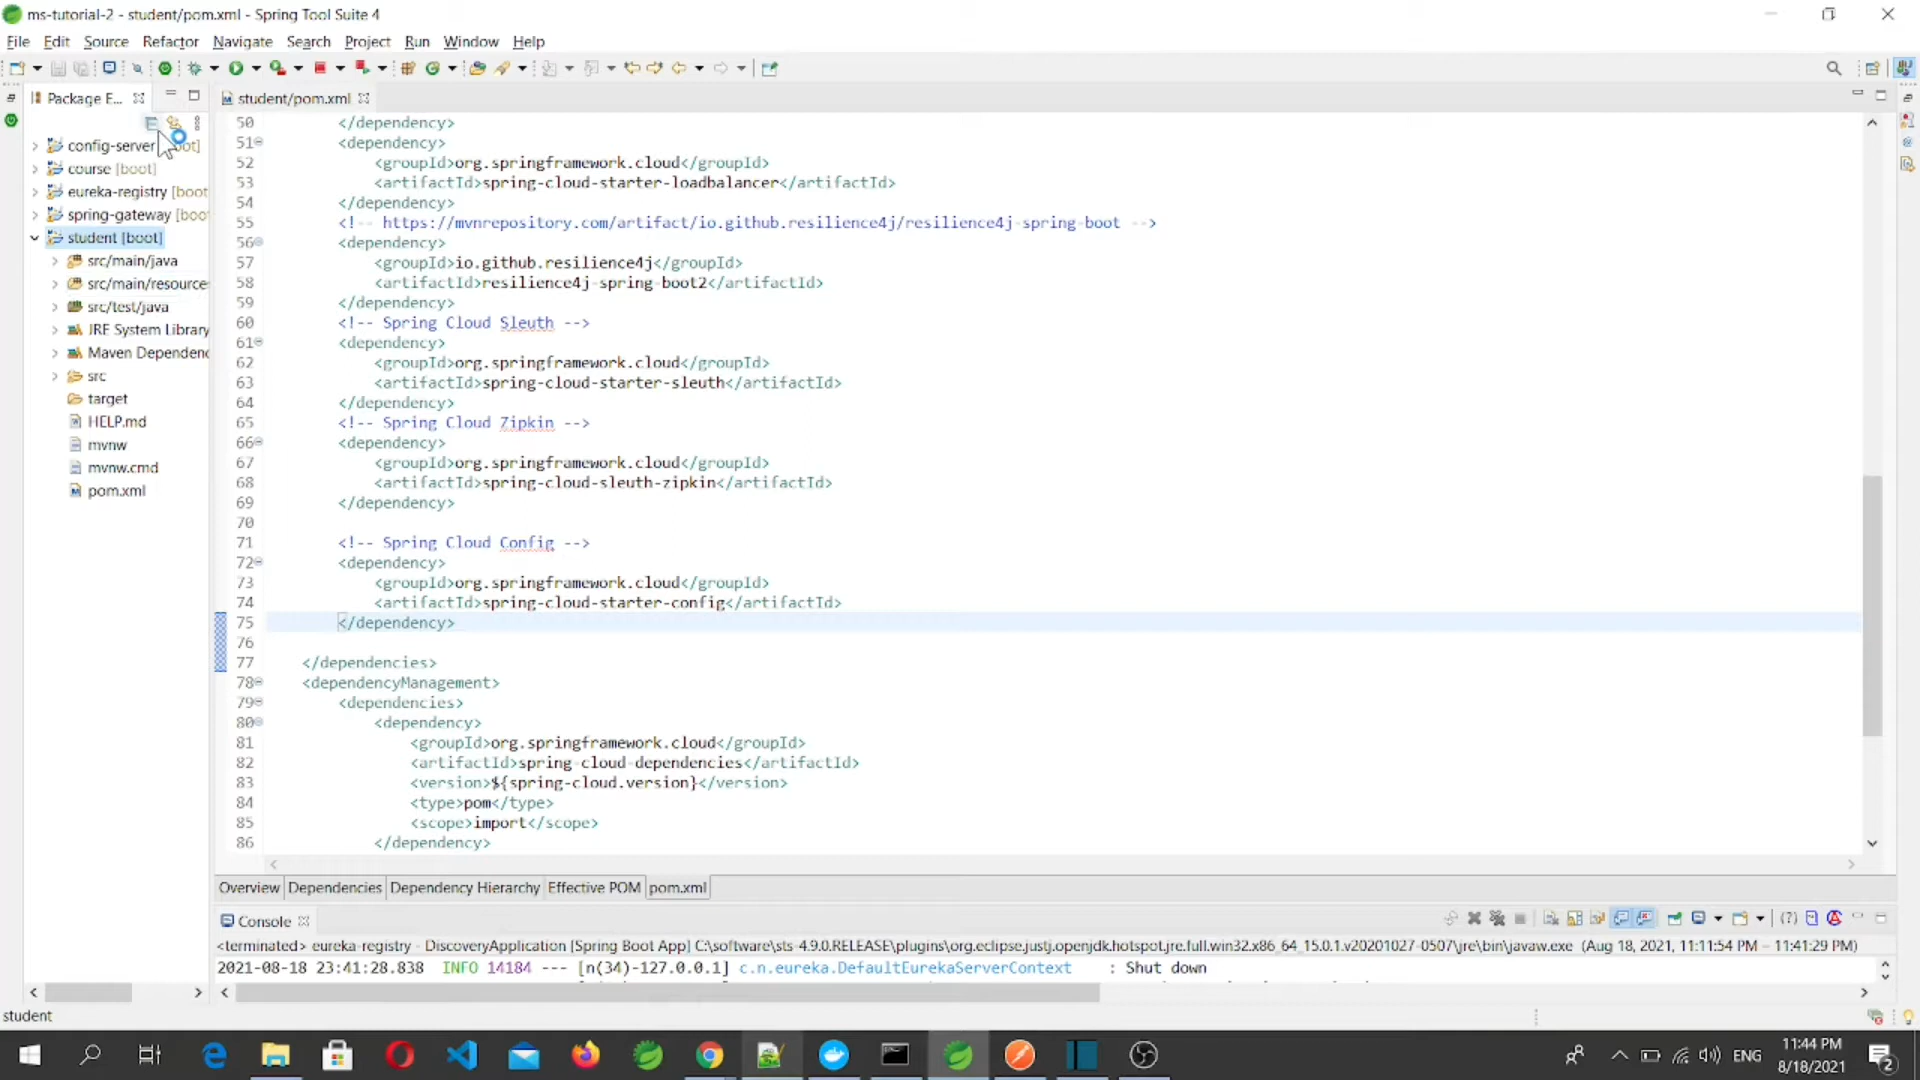 ms-tutorial-2 - student/pom.xml - Spring Tool Suite 4
File Edit Source Refactor Navigate Search Project Run Window Help
Package E...
student/pom.xml
config-server
course [boot]
eureka-registry [boot
spring-gateway [boot
student [boot]
src/main/java
src/main/resource
src/test/java
JRE System Library
Maven Dependenc
src
target
HELP.md
mvnw
mvnw.cmd
pom.xml
50 </dependency>
51 <dependency>
52 <groupId>org.springframework.cloud</groupId>
53 <artifactId>spring-cloud-starter-loadbalancer</artifactId>
54 </dependency>
55 <!-- https://mvnrepository.com/artifact/io.github.resilience4j/resilience4j-spring-boot -->
56 <dependency>
57 <groupId>io.github.resilience4j</groupId>
58 <artifactId>resilience4j-spring-boot2</artifactId>
59 </dependency>
60 <!-- Spring Cloud Sleuth -->
61 <dependency>
62 <groupId>org.springframework.cloud</groupId>
63 <artifactId>spring-cloud-starter-sleuth</artifactId>
64 </dependency>
65 <!-- Spring Cloud Zipkin -->
66 <dependency>
67 <groupId>org.springframework.cloud</groupId>
68 <artifactId>spring-cloud-sleuth-zipkin</artifactId>
69 </dependency>
70
71 <!-- Spring Cloud Config -->
72 <dependency>
73 <groupId>org.springframework.cloud</groupId>
74 <artifactId>spring-cloud-starter-config</artifactId>
75 </dependency>
76
77 </dependencies>
78 <dependencyManagement>
79 <dependencies>
80 <dependency>
81 <groupId>org.springframework.cloud</groupId>
82 <artifactId>spring-cloud-dependencies</artifactId>
83 <version>${spring-cloud.version}</version>
84 <type>pom</type>
85 <scope>import</scope>
86 </dependency>
Overview Dependencies Dependency Hierarchy Effective POM pom.xml
Console
<terminated> eureka-registry - DiscoveryApplication [Spring Boot App] C:\software\sts-4.9.0.RELEASE\plugins\org.eclipse.justj.openjdk.hotspot.jre.full.win32.x86_64_15.0.1.v20201027-0507\jre\bin\javaw.exe (Aug 18, 2021, 11:11:54 PM – 11:41:29 PM)
2021-08-18 23:41:28.838 INFO 14184 --- [n(34)-127.0.0.1] c.n.eureka.DefaultEurekaServerContext : Shut down
student
ENG
11:44 PM
8/18/2021
2